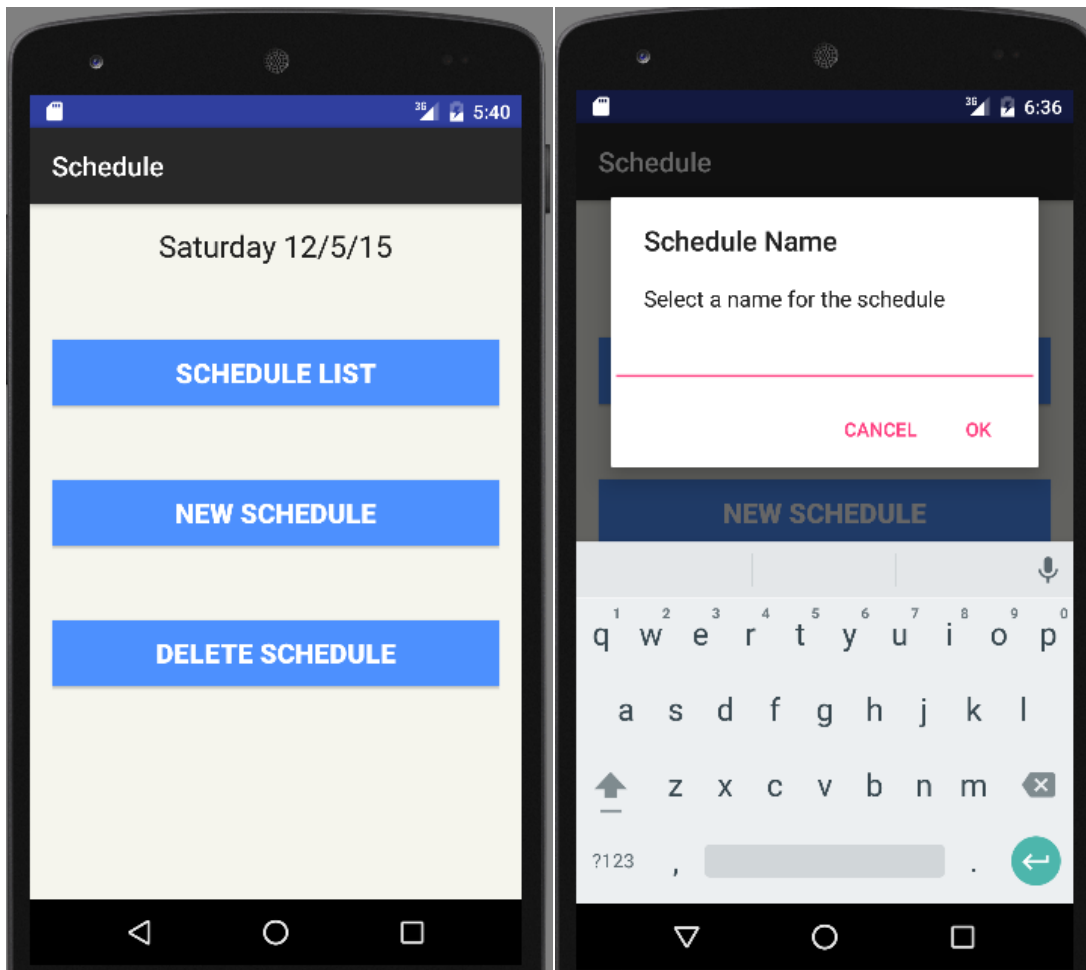 3G 5:40
Schedule
Saturday 12/5/15
SCHEDULE LIST
NEW SCHEDULE
DELETE SCHEDULE
3G 6:36
Schedule
Schedule Name
Select a name for the schedule
CANCEL OK
NEW SCHEDULE
1 2 3 4 5 6 7 8 9 0
q w e r t y u i o p
a s d f g h j k l
z x c v b n m
?123 , .